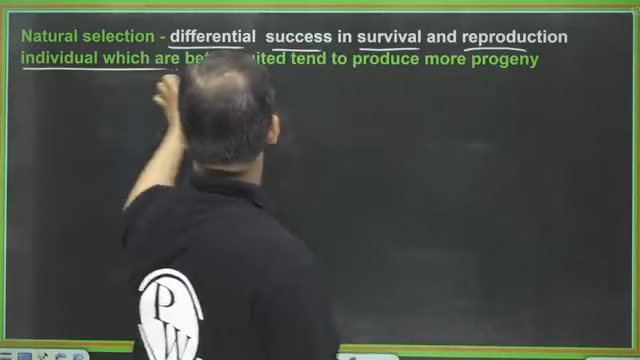 Natural selection - differential success in survival and reproduction
individual which are tend to produce more progeny
PW